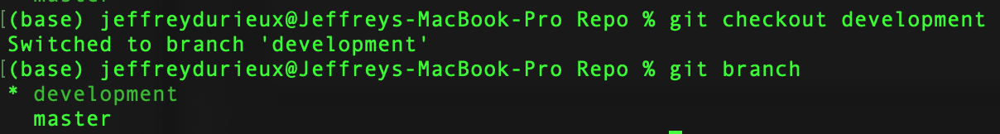 master
[(base) jeffreydurieux@Jeffreys-MacBook-Pro Repo % git checkout development
Switched to branch 'development'
[(base) jeffreydurieux@Jeffreys-MacBook-Pro Repo % git branch
* development
master